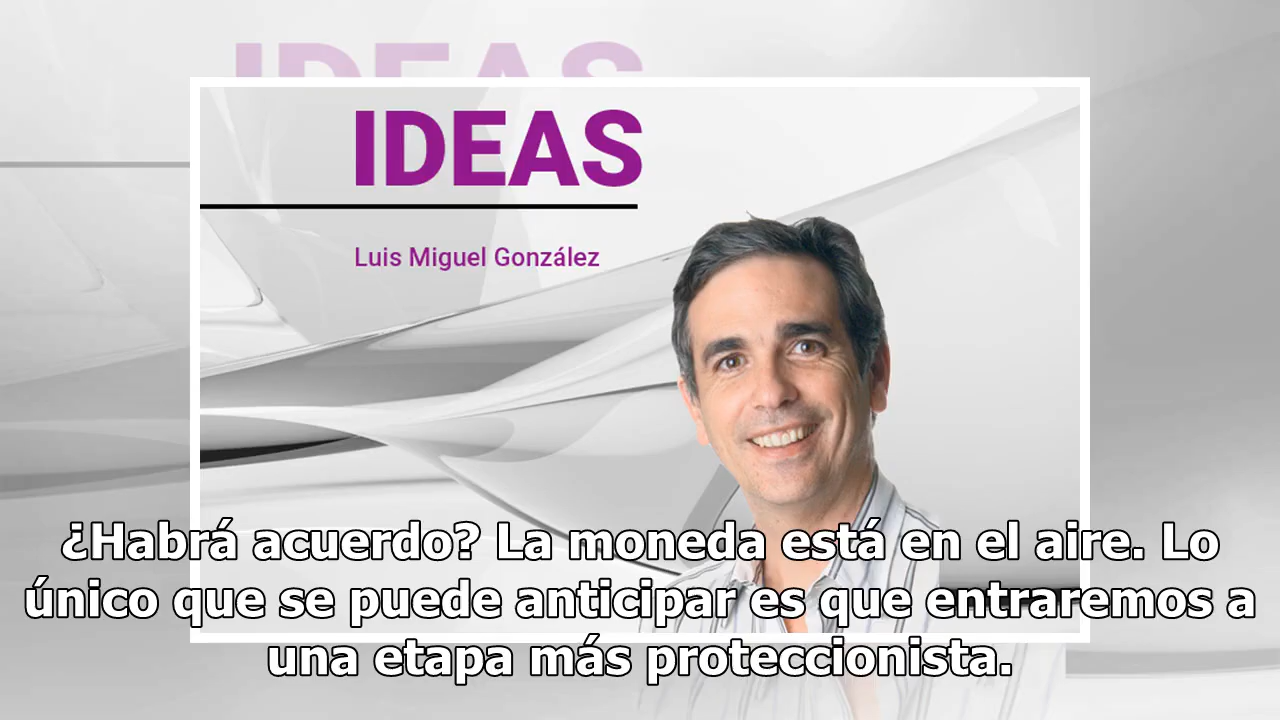 IDEAS
IDEAS
Luis Miguel González
¿Habrá acuerdo? La moneda está en el aire. Lo
único que se puede anticipar es que entraremos a
una etapa más proteccionista.